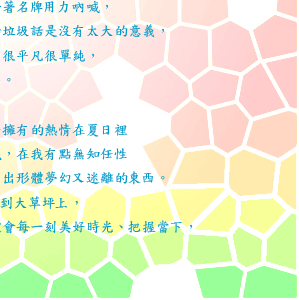 著名牌用力吶喊，
垃圾話是沒有太大的意義，
很平凡很單純，
。
擁有的熱情在夏日裡
，在我有點無知任性
出形體夢幻又迷離的東西。
到大草坪上，
會每一刻美好時光、把握當下，